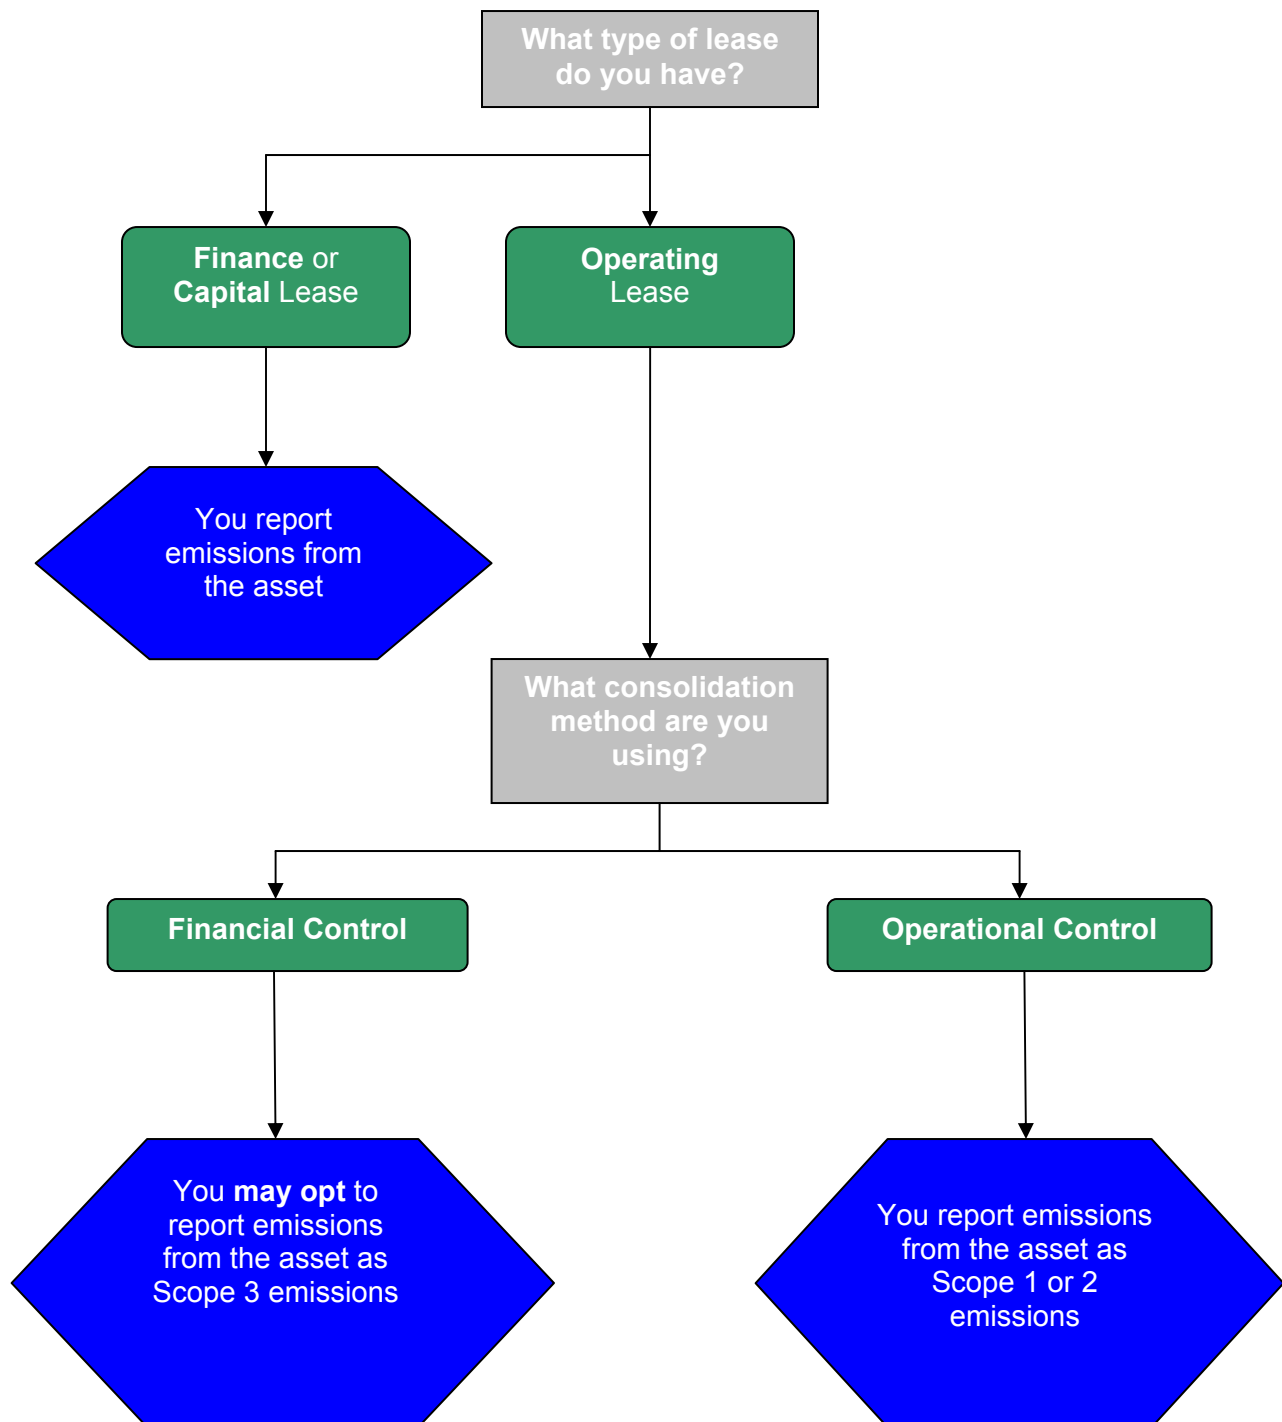 What type of lease
do you have?
Finance or
Capital Lease
Operating
Lease
You report
emissions from
the asset
What consolidation
method are you
using?
Financial Control
Operational Control
You may opt to
report emissions
from the asset as
Scope 3 emissions
You report emissions
from the asset as
Scope 1 or 2
emissions